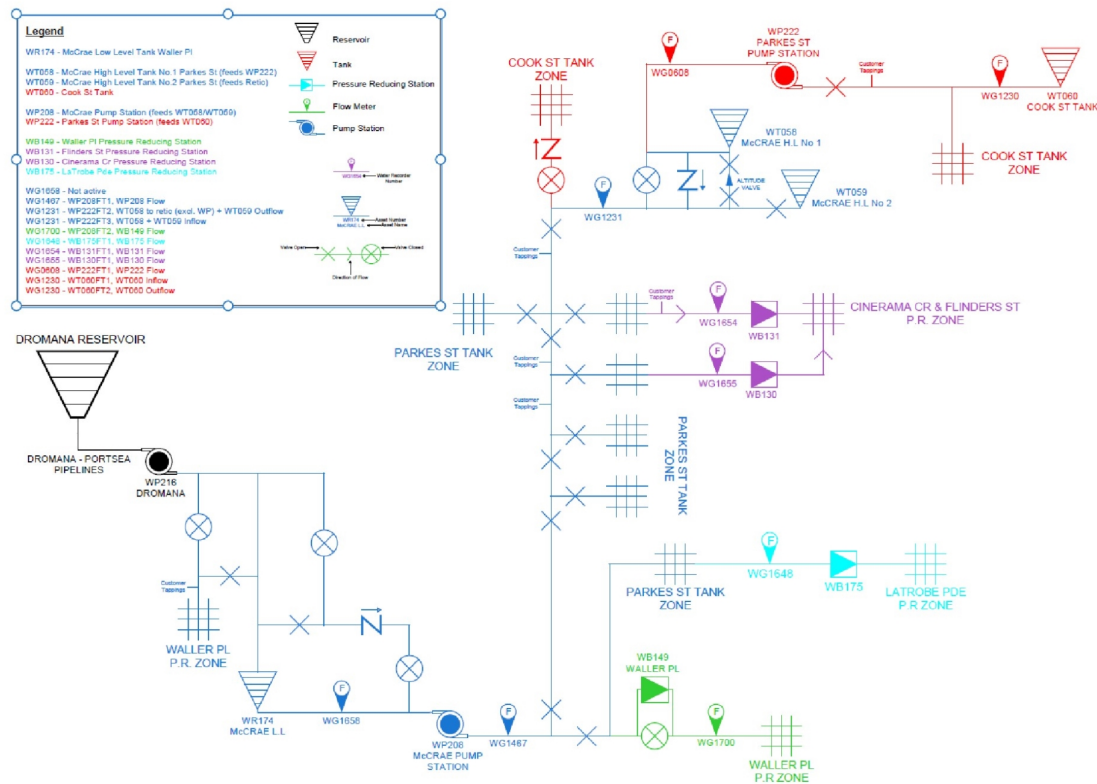 Legend
WR174 - McCrae Low Level Tank Waller Pl
WT058 - McCrae High Level Tank No.1 Parkes St (feeds WP222)
WT059 - McCrae High Level Tank No.2 Parkes St (feeds Retic)
WT060 - Cook St Tank
WP208 - McCrae Pump Station (feeds WT058/WT059)
WP222 - Parkes St Pump Station (feeds WT060)
WB149 - Waller Pl Pressure Reducing Station
WB131 - Flinders St Pressure Reducing Station
WB130 - Cinerama Cr Pressure Reducing Station
WB175 - LaTrobe Pde Pressure Reducing Station
WG1658 - Not active
WG1467 - WP208FT1, WP208 Flow
WG1231 - WP222FT2, WT058 to retic (excl. WP) + WT059 Outflow
WG1231 - WP222FT3, WT058 + WT059 Inflow
WG1700 - WP208FT2, WB149 Flow
WG1648 - WB175FT1, WB175 Flow
WG1654 - WB131FT1, WB131 Flow
WG1655 - WB130FT1, WB130 Flow
WG0608 - WP222FT1, WP222 Flow
WG1230 - WT060FT1, WT060 Inflow
WG1230 - WT060FT2, WT060 Outflow
Reservoir
Tank
Pressure Reducing Station
F
Flow Meter
Pump Station
Number
WR174
Asset Number
McCrae L.L
Asset Name
Valve Open
Valve Closed
Direction of Flow
COOK ST TANK
ZONE
F
WG0608
WP222
PARKES ST
PUMP STATION
Customer
Tappings
F
WG1230
WT060
COOK ST TANK
COOK ST TANK
ZONE
WT058
McCRAE H.L No 1
ALTITUDE
VALVE
WT059
McCRAE H.L No 2
F
WG1231
Customer
Tappings
PARKES ST TANK
ZONE
Customer
Tappings
F
WG1654
WB131
CINERAMA CR & FLINDERS ST
P.R. ZONE
Customer
Tappings
F
WG1655
WB130
Customer
Tappings
PARKES ST TANK
ZONE
DROMANA RESERVOIR
DROMANA - PORTSEA
PIPELINES
WP216
DROMANA
Customer
Tappings
WALLER PL
P.R. ZONE
WR174
McCRAE L.L
F
WG1658
WP208
McCRAE PUMP
STATION
F
WG1467
PARKES ST TANK
ZONE
F
WG1648
WB175
LATROBE PDE
P.R ZONE
WB149
WALLER PL
F
WG1700
WALLER PL
P.R ZONE